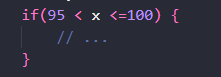 if(95 < x <=100) {
// ...
}